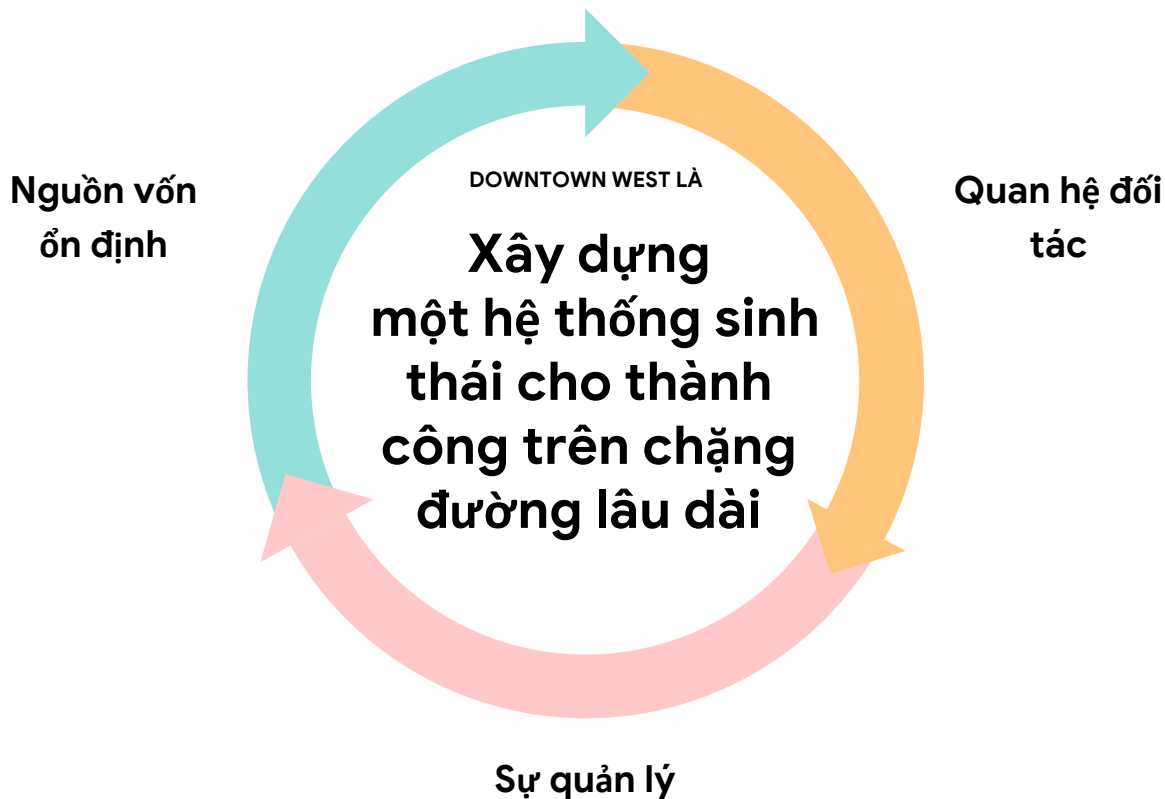 DOWNTOWN WEST LÀ
Xây dựng
một hệ thống sinh
thái cho thành
công trên chặng
đường lâu dài
Nguồn vốn
ổn định
Quan hệ đối
tác
Sự quản lý